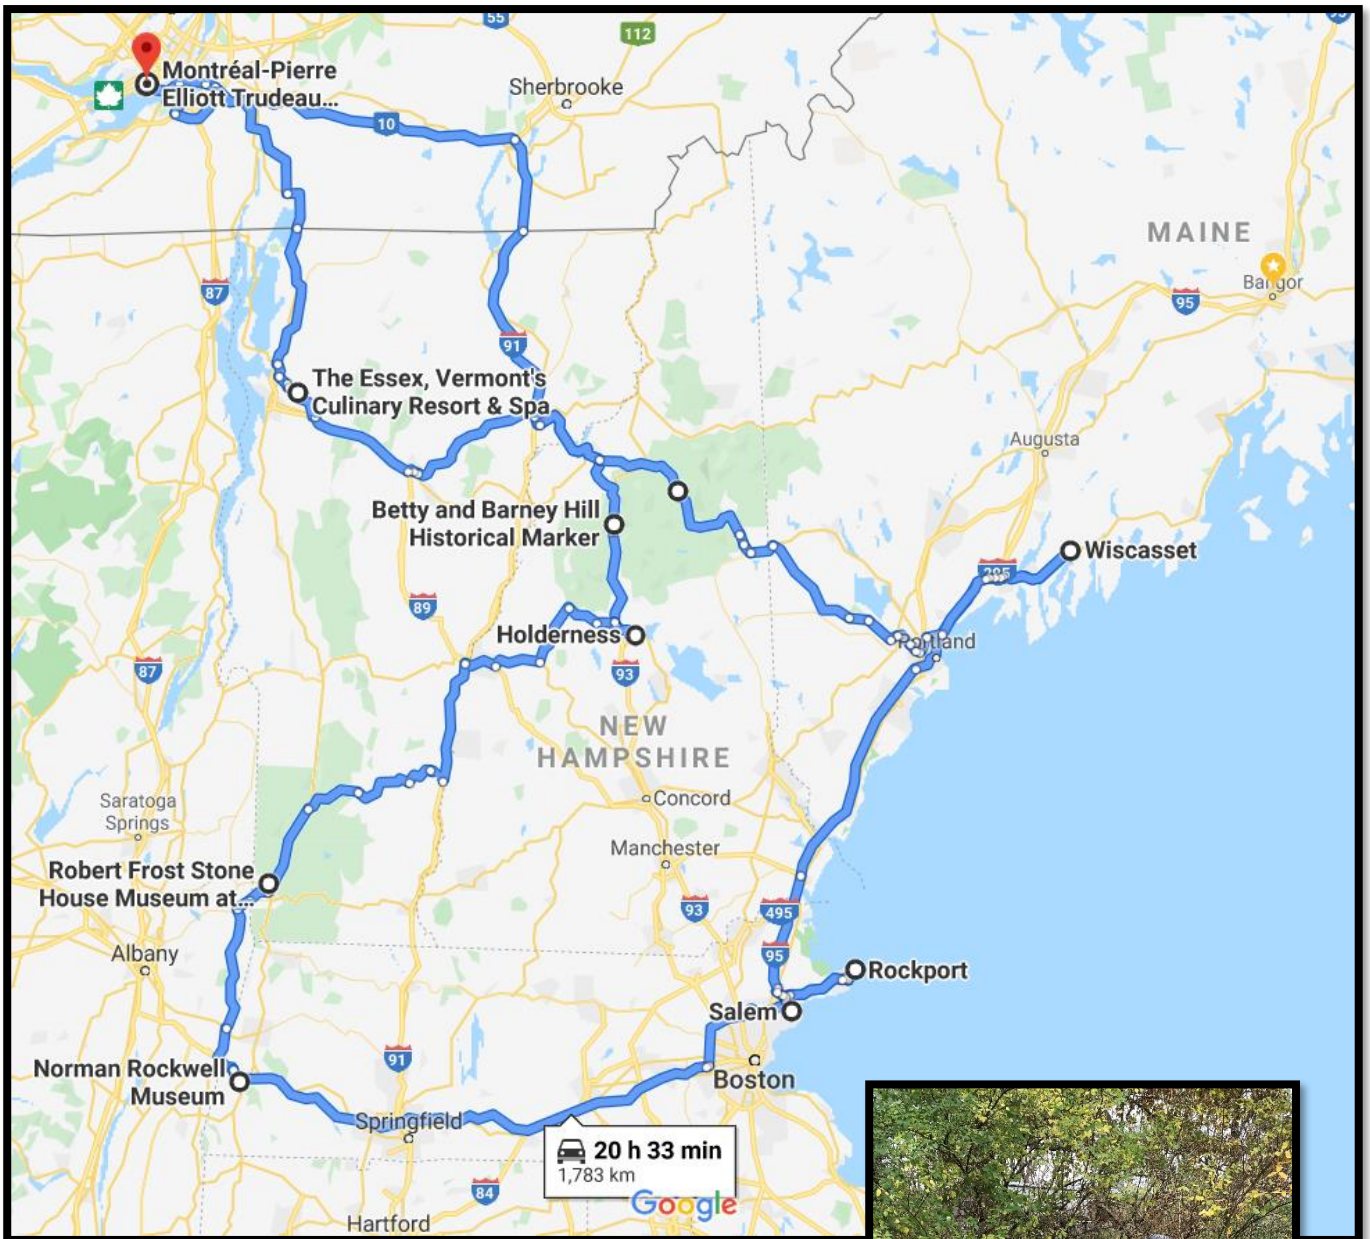 55
112
95
Montréal-Pierre
Elliott Trudeau...
Sherbrooke
10
MAINE
87
Bangor
95
91
The Essex, Vermont's
Culinary Resort & Spa
Augusta
Betty and Barney Hill
Historical Marker
Wiscasset
295
89
Holderness
Portland
87
93
NEW
HAMPSHIRE
Saratoga
Springs
Concord
Manchester
Robert Frost Stone
House Museum at...
93
495
95
Albany
Rockport
Salem
91
Norman Rockwell
Museum
Boston
Springfield
20 h 33 min
1,783 km
84
Google
Hartford